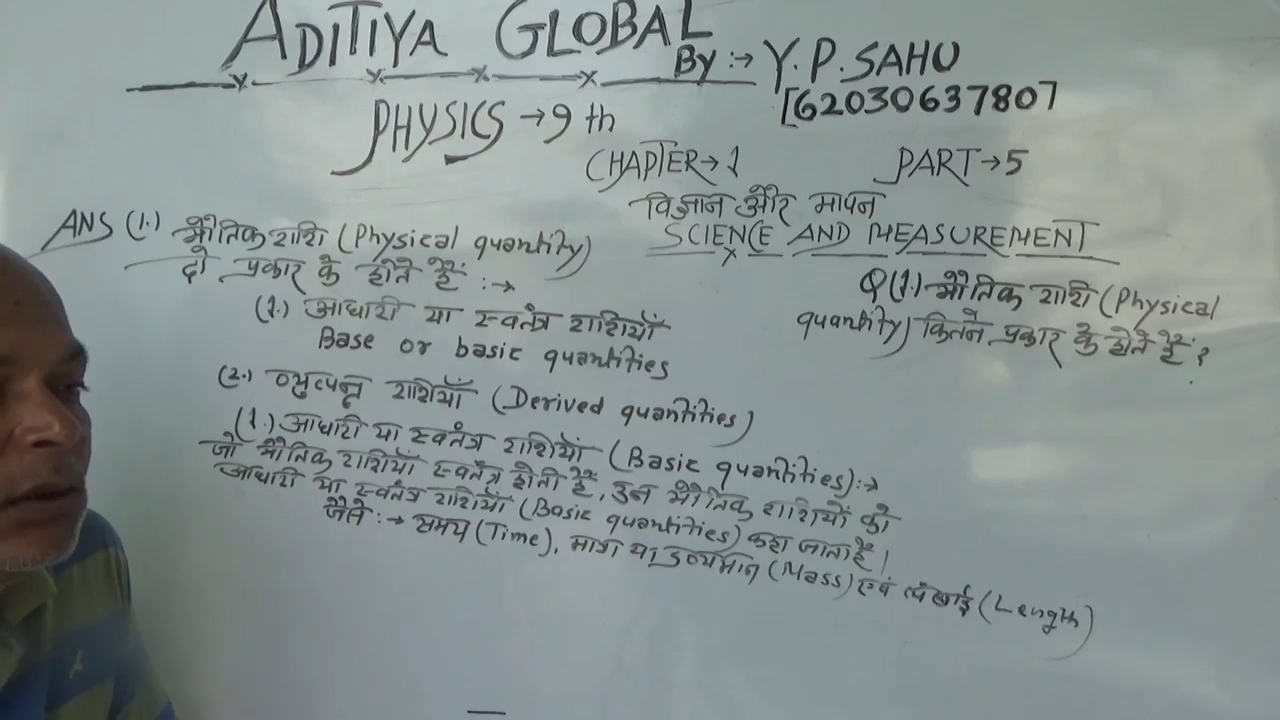 ADITIYA GLOBAL
By :→ Y.P.SAHU
[62030637807
PHYSICS → 9 th
CHAPTER → 1 PART → 5
विज्ञान और मापन
SCIENCE AND MEASUREMENT
Q (1.) भौतिक राशि (Physical
quantity) कितने प्रकार के होते हैं ?
ANS (1.) भौतिक राशि (Physical quantity)
दो प्रकार के होते हैं :→
(1.) आधारी या स्वतंत्र राशियाँ
Base or basic quantities
(2.) व्युत्पन्न राशियाँ (Derived quantities)
(1.) आधारी या स्वतंत्र राशियाँ (Basic quantities) :→
जो भौतिक राशियाँ स्वतंत्र होती हैं, उन भौतिक राशियों को
आधारी या स्वतंत्र राशियाँ (Basic quantities) कहा जाता है।
जैसे :→ समय (Time), मात्रा या द्रव्यमान (Mass) एवं लंबाई (Length)